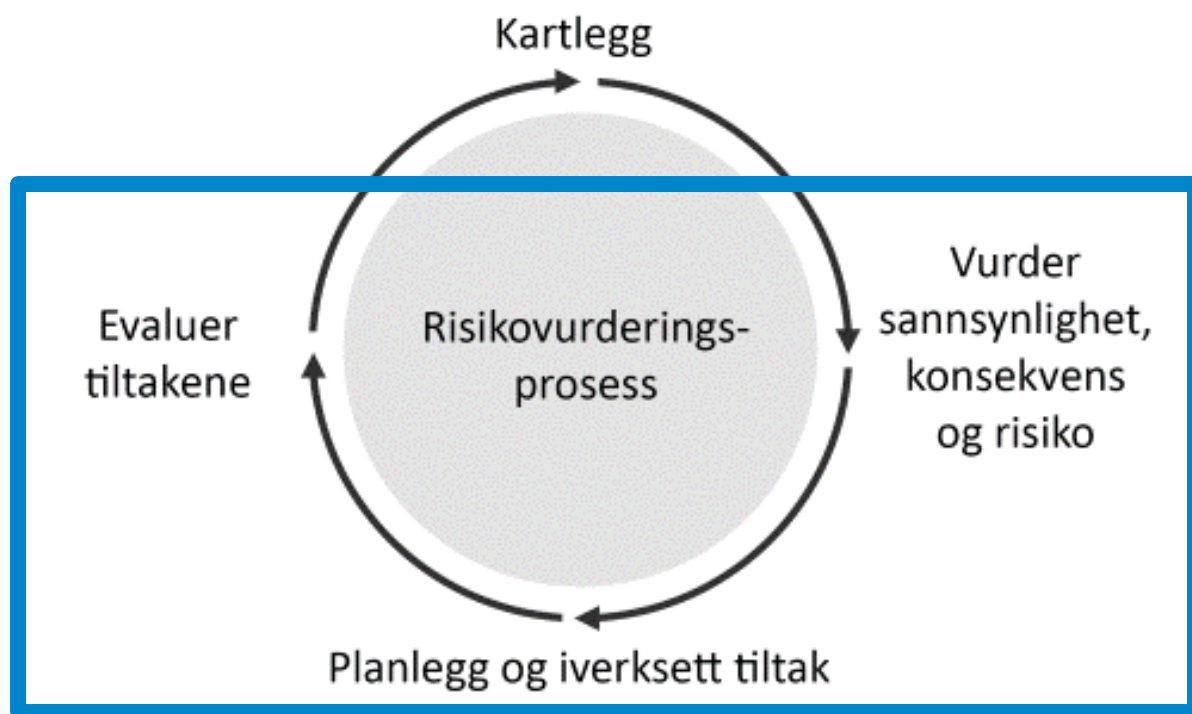 Kartlegg
Vurder
sannsynlighet,
konsekvens
og risiko
Planlegg og iverksett tiltak
Evaluer
tiltakene
Risikovurderings-
prosess